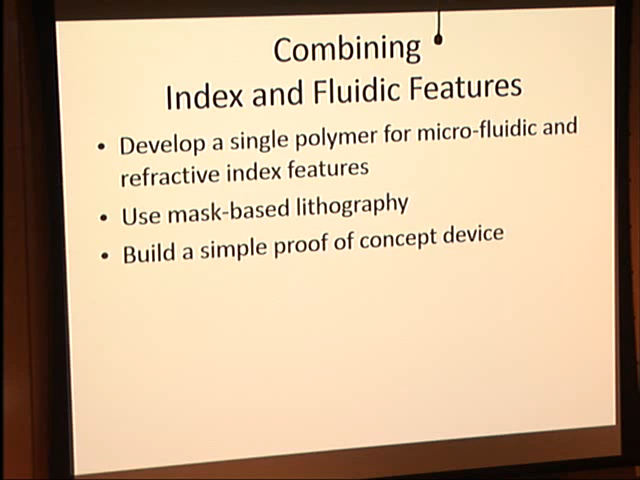 Combining
Index and Fluidic Features
• Develop a single polymer for micro-fluidic and
refractive index features
• Use mask-based lithography
• Build a simple proof of concept device